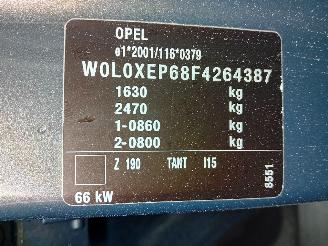 OPEL
e1*2001/116*0379
W0L0XEP68F4264387
1630 kg
2470 kg
1-0860 kg
2-0800 kg
Z 190 TANT I15
66 kW
8551